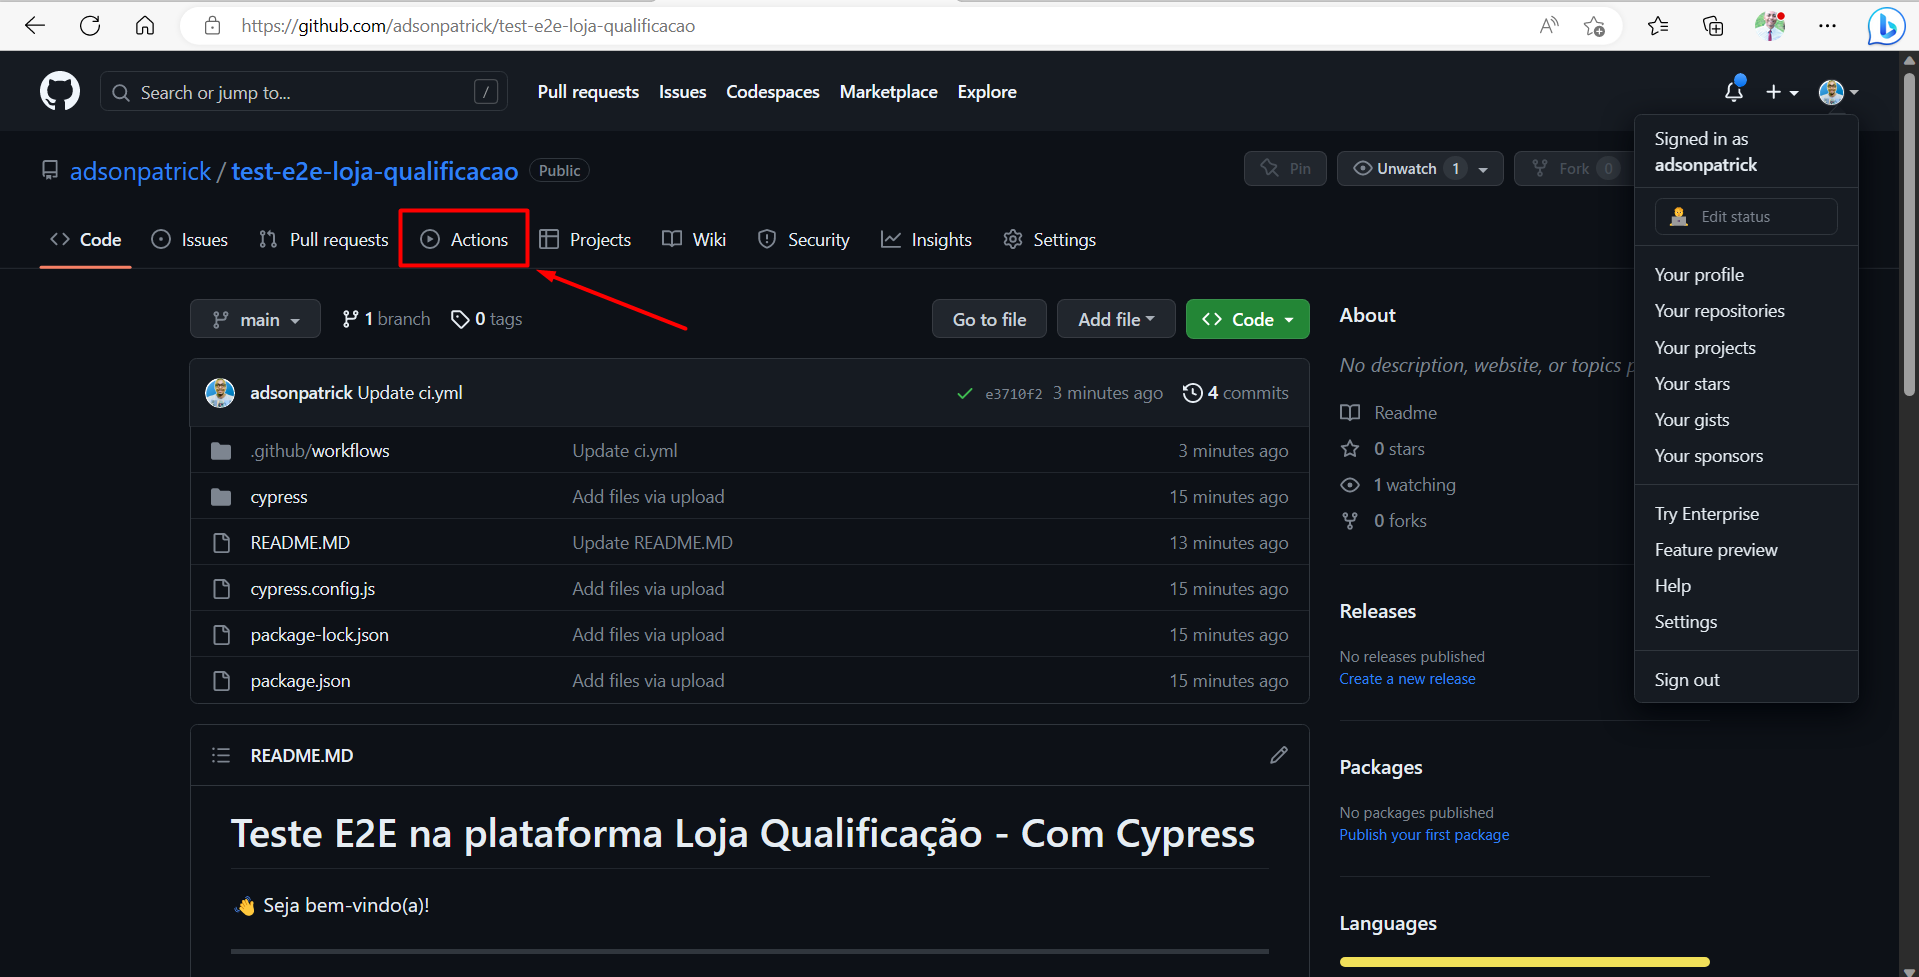 https://github.com/adsonpatrick/test-e2e-loja-qualificacao
Search or jump to...
/
Pull requests
Issues
Codespaces
Marketplace
Explore
adsonpatrick / test-e2e-loja-qualificacao
Public
Pin
Unwatch 1
Fork 0
Code
Issues
Pull requests
Actions
Projects
Wiki
Security
Insights
Settings
main
1 branch
0 tags
Go to file
Add file
Code
adsonpatrick Update ci.yml
e3710f2 3 minutes ago
4 commits
.github/workflows
Update ci.yml
3 minutes ago
cypress
Add files via upload
15 minutes ago
README.MD
Update README.MD
13 minutes ago
cypress.config.js
Add files via upload
15 minutes ago
package-lock.json
Add files via upload
15 minutes ago
package.json
Add files via upload
15 minutes ago
README.MD
Teste E2E na plataforma Loja Qualificação - Com Cypress
👋 Seja bem-vindo(a)!
About
No description, website, or topics p
Readme
0 stars
1 watching
0 forks
Releases
No releases published
Create a new release
Packages
No packages published
Publish your first package
Languages
Signed in as
adsonpatrick
Edit status
Your profile
Your repositories
Your projects
Your stars
Your gists
Your sponsors
Try Enterprise
Feature preview
Help
Settings
Sign out